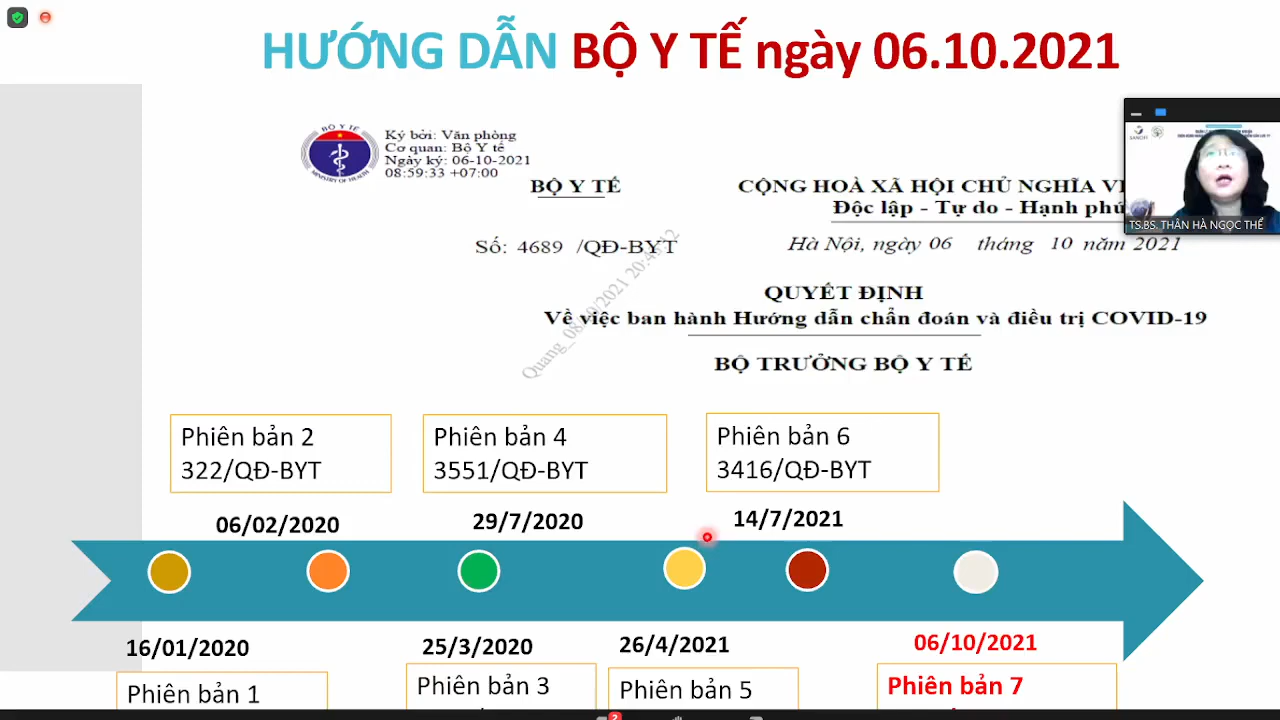 HƯỚNG DẪN BỘ Y TẾ ngày 06.10.2021
BỘ Y TẾ
MINISTRY OF HEALTH
Ký bởi: Văn phòng
Cơ quan: Bộ Y tế
Ngày ký: 06-10-2021
08:59:33 +07:00
BỘ Y TẾ
CỘNG HOÀ XÃ HỘI CHỦ NGHĨA
Độc lập - Tự do - Hạnh phú
Số: 4689 /QĐ-BYT
Hà Nội, ngày 06 tháng 10 năm 2021
TS.BS. THÂN HÀ NGỌC THỂ
QUYẾT ĐỊNH
Về việc ban hành Hướng dẫn chẩn đoán và điều trị COVID-19
BỘ TRƯỞNG BỘ Y TẾ
Phiên bản 2
322/QĐ-BYT
Phiên bản 4
3551/QĐ-BYT
Phiên bản 6
3416/QĐ-BYT
06/02/2020
29/7/2020
14/7/2021
16/01/2020
25/3/2020
26/4/2021
06/10/2021
Phiên bản 1
Phiên bản 3
Phiên bản 5
Phiên bản 7
2